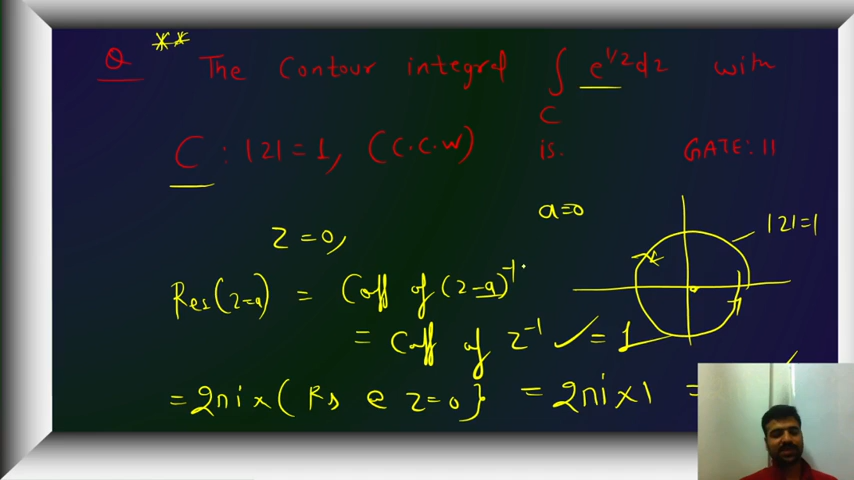 Q ** The Contour integral ∫ e^1/z dz with
C
C : |z|=1, (C.C.W) is. GATE:11
a=0
z=0,
|z|=1
Res(z=a) = Coff of (z-a)^-1
= Coff of z^-1 ✓ = 1
= 2πi × ( Rs @ z=0 } = 2πi×1 =